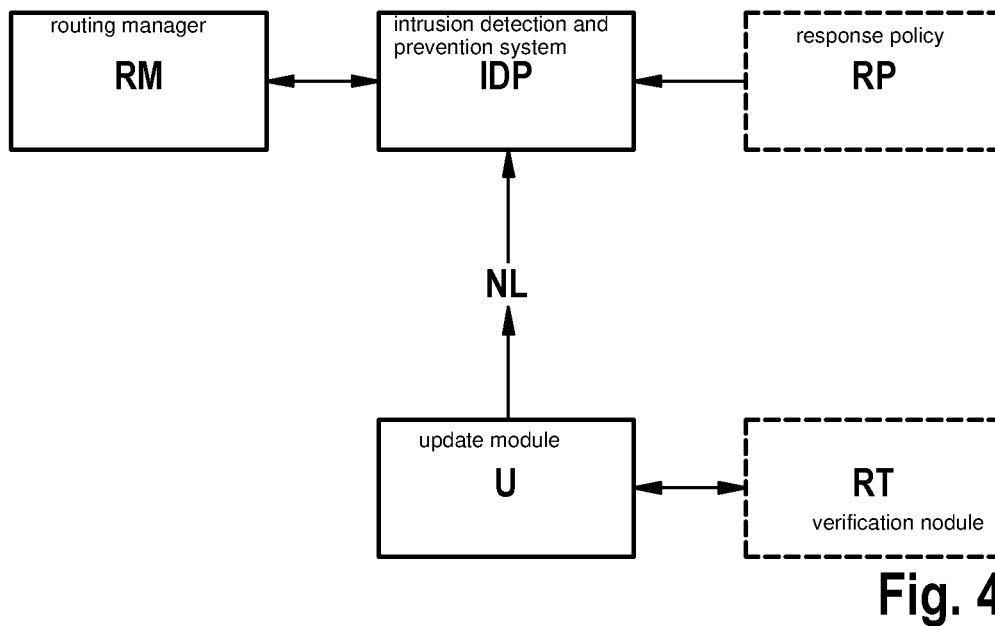 routing manager
RM
intrusion detection and
prevention system
IDP
response policy
RP
NL
update module
U
RT
verification nodule
Fig. 4